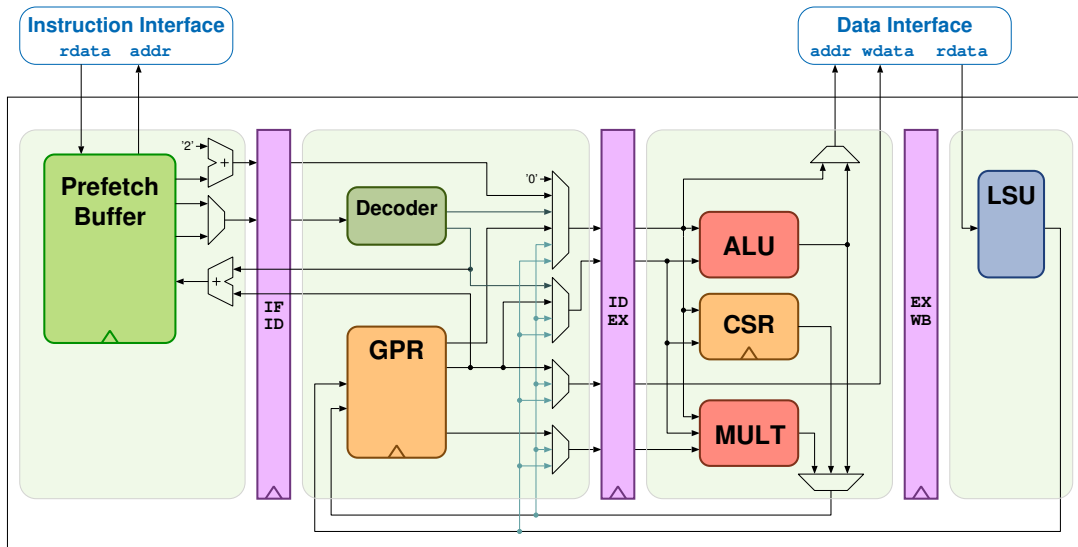 Instruction Interface
rdata addr
Data Interface
addr wdata rdata
'2'
+
Prefetch
Buffer
+
IF
ID
'0'
Decoder
GPR
ID
EX
ALU
CSR
MULT
EX
WB
LSU